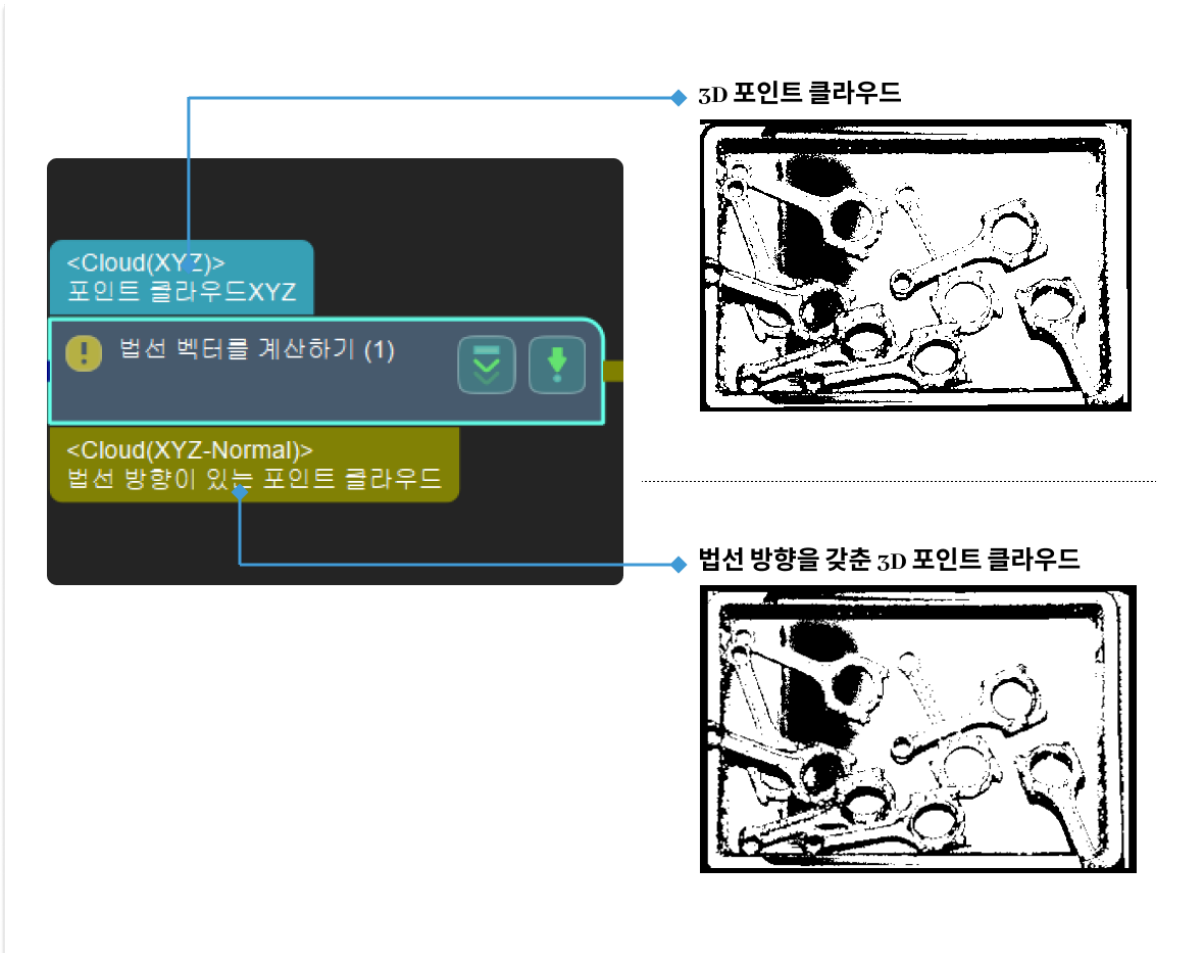 3D 포인트 클라우드
<Cloud(XYZ)>
포인트 클라우드XYZ
법선 벡터를 계산하기 (1)
<Cloud(XYZ-Normal)>
법선 방향이 있는 포인트 클라우드
법선 방향을 갖춘 3D 포인트 클라우드